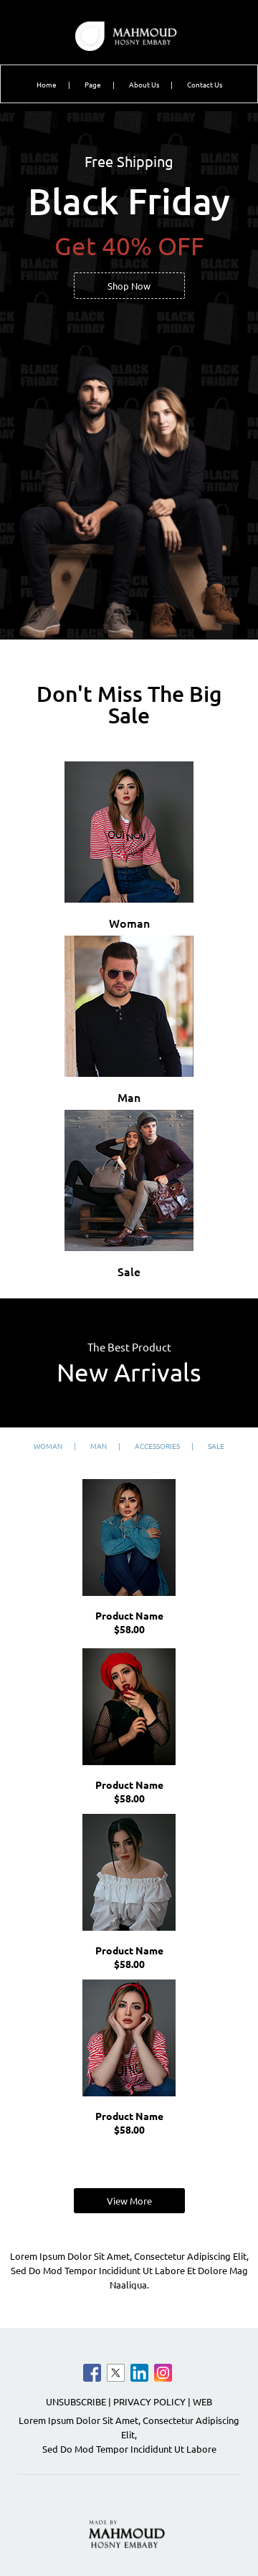 MAHMOUD
HOSNY EMBABY
Home | Page | About Us | Contact Us
Free Shipping
Black Friday
Get 40% OFF
Shop Now
Don't Miss The Big
Sale
Woman
Man
Sale
The Best Product
New Arrivals
WOMAN | MAN | ACCESSORIES | SALE
Product Name
$58.00
Product Name
$58.00
Product Name
$58.00
Product Name
$58.00
View More
Lorem Ipsum Dolor Sit Amet, Consectetur Adipiscing Elit,
Sed Do Mod Tempor Incididunt Ut Labore Et Dolore Mag
Naaliqua.
UNSUBSCRIBE | PRIVACY POLICY | WEB
Lorem Ipsum Dolor Sit Amet, Consectetur Adipiscing
Elit,
Sed Do Mod Tempor Incididunt Ut Labore
MADE BY
MAHMOUD
HOSNY EMBABY